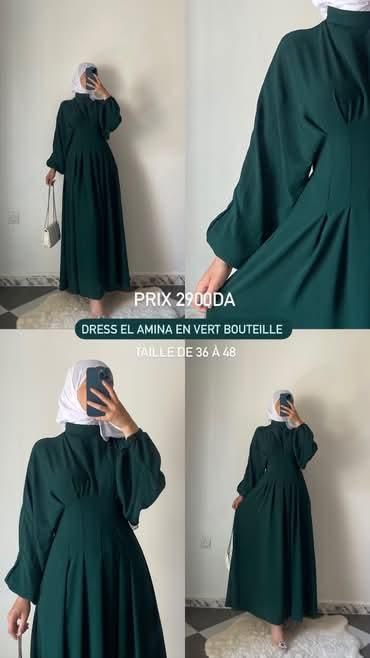 PRIX 2900DA
DRESS EL AMINA EN VERT BOUTEILLE
TAILLE DE 36 À 48